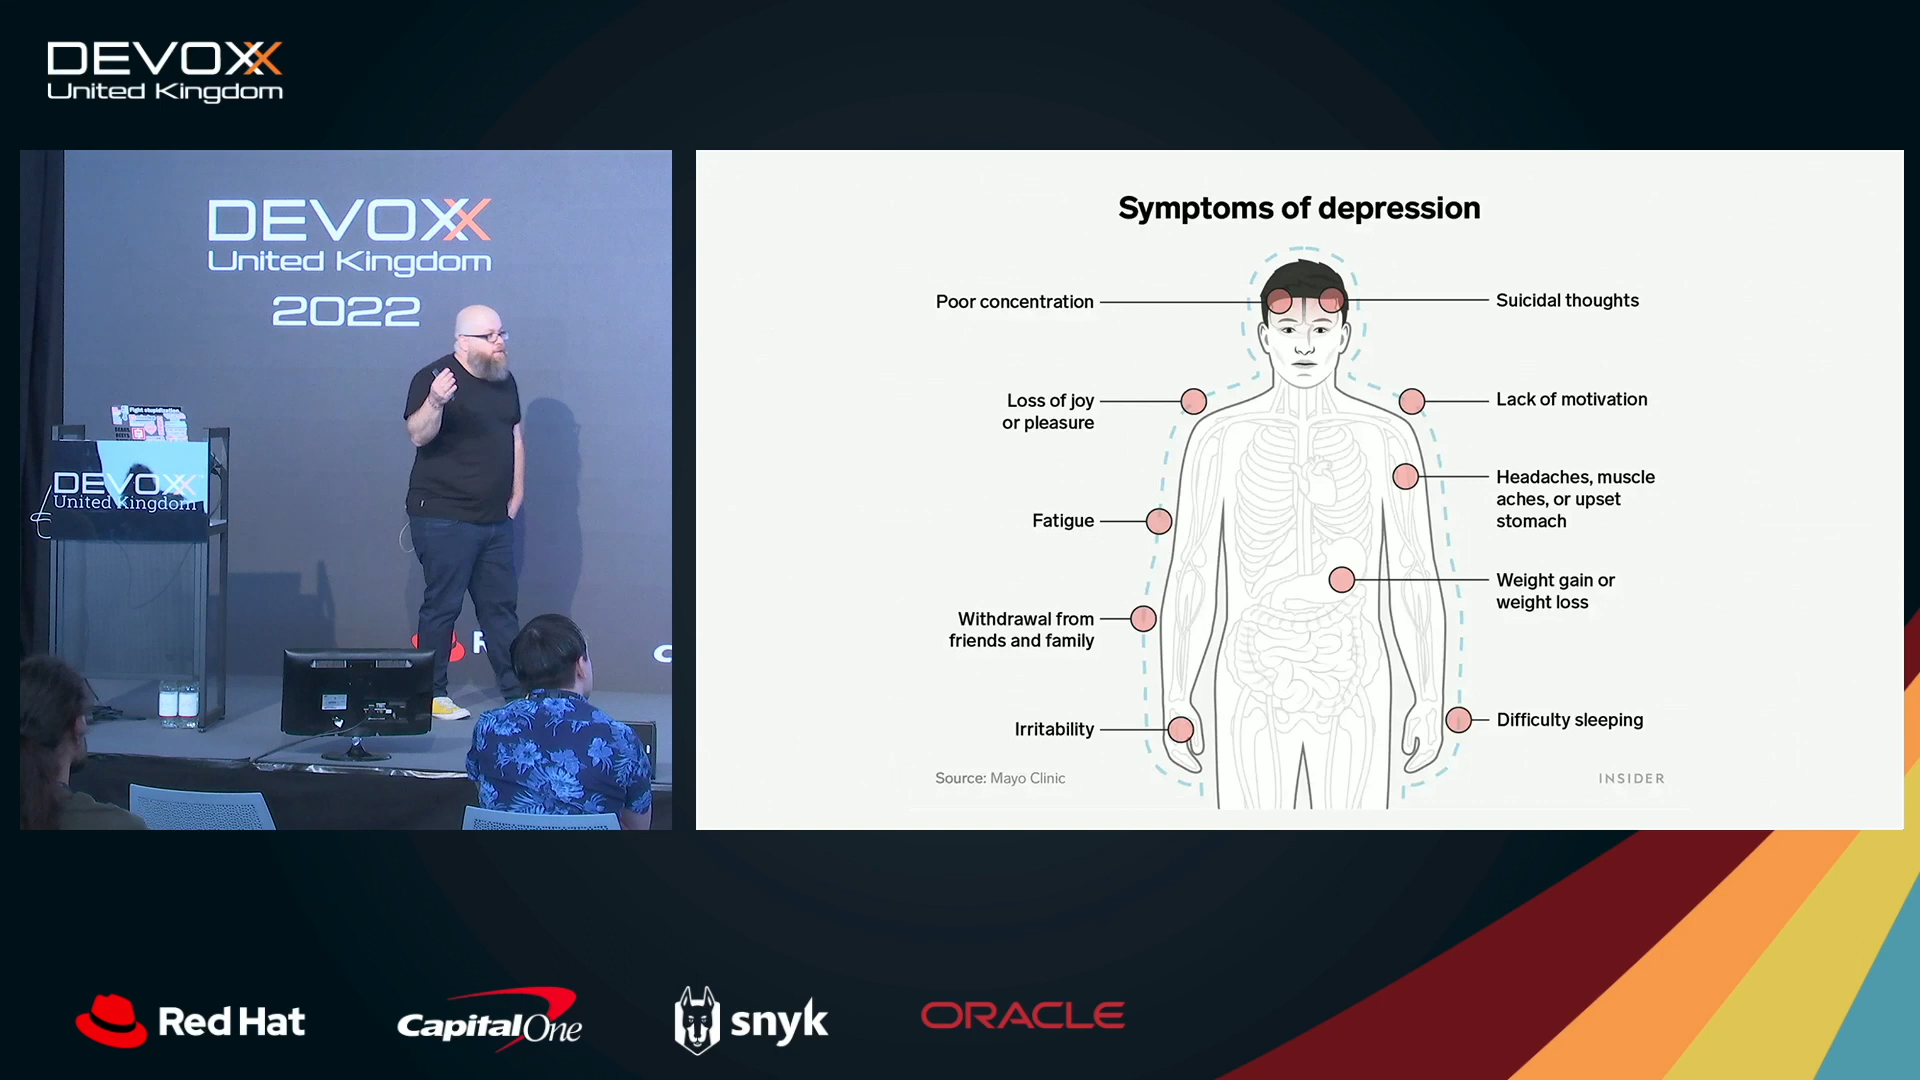 DEVOXX
United Kingdom
DEVOXX
United Kingdom
2022
Fight stupidization
DEVOXX
United Kingdom
R
C
Symptoms of depression
Poor concentration
Suicidal thoughts
Loss of joy
or pleasure
Lack of motivation
Headaches, muscle
aches, or upset
stomach
Fatigue
Weight gain or
weight loss
Withdrawal from
friends and family
Irritability
Difficulty sleeping
Source: Mayo Clinic
INSIDER
Red Hat
Capital One
snyk
ORACLE